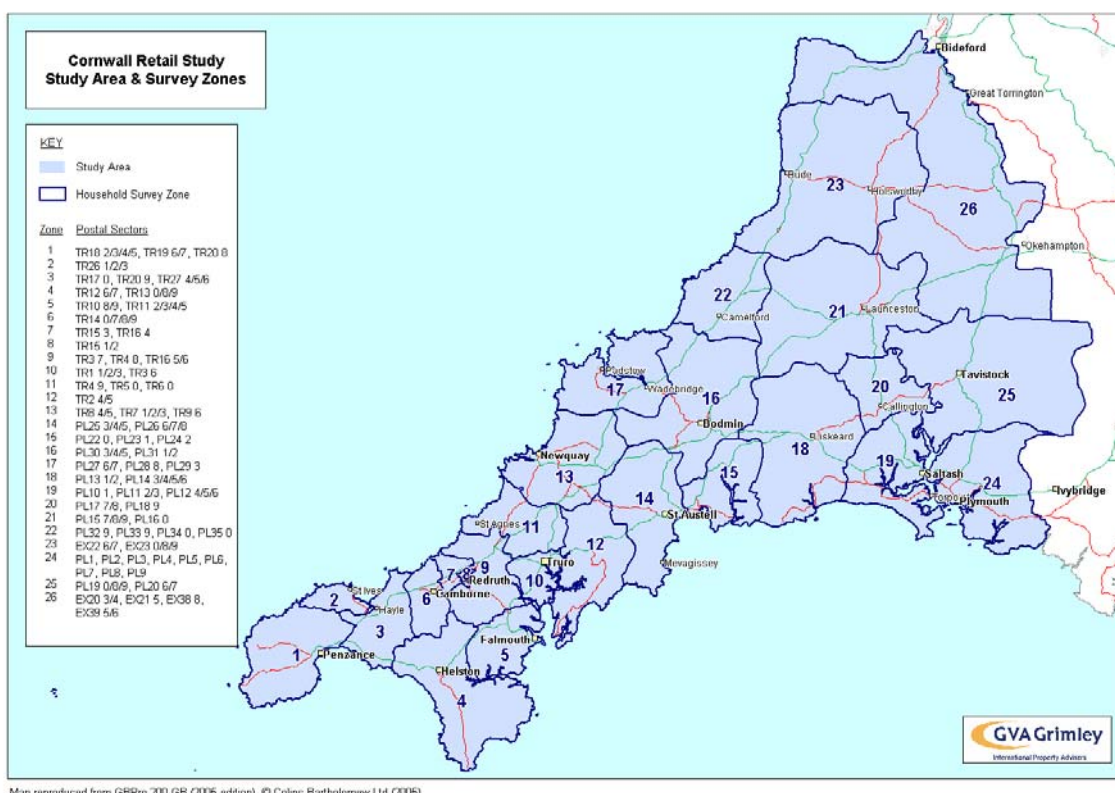 Cornwall Retail Study
Study Area & Survey Zones
KEY
Study Area
Household Survey Zone
Zone Postal Sectors
1 TR18 2/3/4/5, TR19 6/7, TR20 8
2 TR26 1/2/3
3 TR17 0, TR20 9, TR27 4/5/6
4 TR12 6/7, TR13 0/8/9
5 TR10 8/9, TR11 2/3/4/5
6 TR14 0/7/8/9
7 TR15 3, TR16 4
8 TR15 1/2
9 TR3 7, TR4 8, TR16 5/6
10 TR1 1/2/3, TR3 6
11 TR4 9, TR5 0, TR6 0
12 TR2 4/5
13 TR8 4/5, TR7 1/2/3, TR9 6
14 PL25 3/4/5, PL26 6/7/8
15 PL22 0, PL23 1, PL24 2
16 PL30 3/4/5, PL31 1/2
17 PL27 6/7, PL28 8, PL29 3
18 PL13 1/2, PL14 3/4/5/6
19 PL10 1, PL11 2/3, PL12 4/5/6
20 PL17 7/8, PL18 9
21 PL15 7/8/9, PL16 0
22 PL32 9, PL33 9, PL34 0, PL35 0
23 EX22 6/7, EX23 0/8/9
24 PL1, PL2, PL3, PL4, PL5, PL6,
PL7, PL8, PL9
25 PL19 0/8/9, PL20 6/7
26 EX20 3/4, EX21 5, EX38 8,
EX39 5/6
Bideford
Great Torrington
Bude
23
Holsworthy
26
Okehampton
22
Camelford
21
Launceston
Padstow
17
Wadebridge
16
Bodmin
20
Callington
Tavistock
25
Newquay
13
18
Liskeard
15
19
Saltash
24
Torpoint
Plymouth
Ivybridge
14
St Austell
St Agnes
11
12
Mevagissey
Truro
10
7
8
9
Redruth
6
Camborne
2
St Ives
Hayle
3
Falmouth
5
1
Penzance
Helston
4
GVA Grimley
International Property Advisers
Map reproduced from GBPro 200 GB (2005 edition). © Colins Bartholomew Ltd (2005)